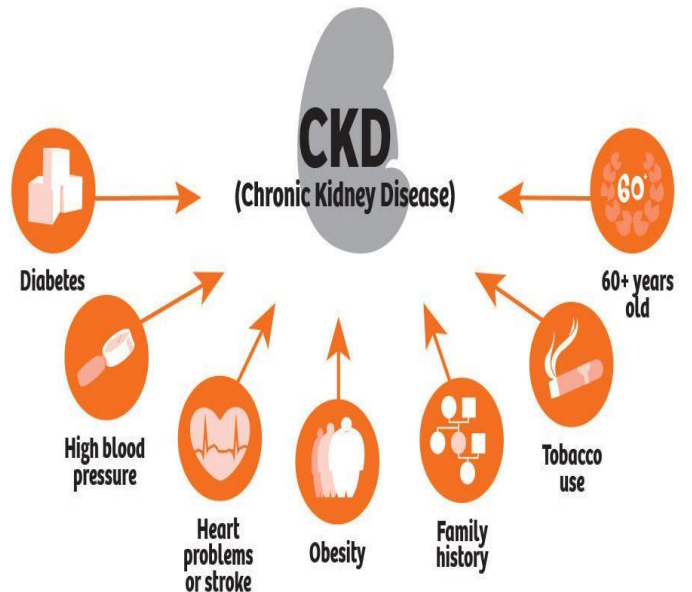 CKD
(Chronic Kidney Disease)
Diabetes
60+
60+ years
old
High blood
pressure
Tobacco
use
Heart
problems
or stroke
Obesity
Family
history